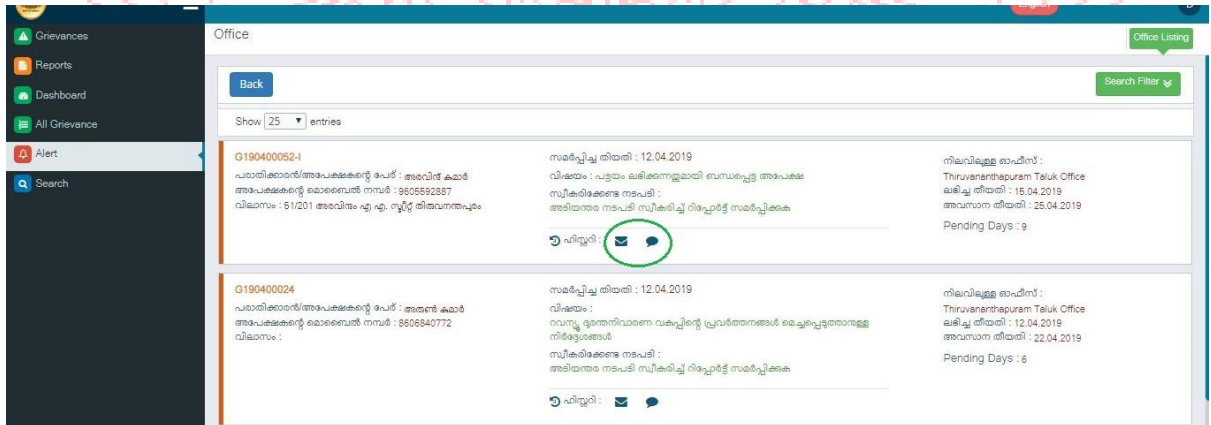 English
Grievances
Office
Office Listing
Reports
Back
Search Filter
Dashboard
All Grievance
Show 25 entries
Alert
Search
G190400052-I
പരാതിക്കാരൻ/അപേക്ഷകന്റെ പേര് : അരവിന്ദ് കുമാർ
അപേക്ഷകന്റെ മൊബൈൽ നമ്പർ : 9605592887
വിലാസം : 51/201 അരവിന്ദം എ എ. സ്ട്രീറ്റ് തിരുവനന്തപുരം
സമർപ്പിച്ച തിയതി : 12.04.2019
വിഷയം : പട്ടയം ലഭിക്കുന്നതുമായി ബന്ധപ്പെട്ട അപേക്ഷ
സ്വീകരിക്കേണ്ട നടപടി :
അടിയന്തര നടപടി സ്വീകരിച്ച് റിപ്പോർട്ട് സമർപ്പിക്കുക
ഹിസ്റ്ററി :
നിലവിലുള്ള ഓഫീസ് :
Thiruvananthapuram Taluk Office
ലഭിച്ച തീയതി : 15.04.2019
അവസാന തീയതി : 25.04.2019
Pending Days : 9
G190400024
പരാതിക്കാരൻ/അപേക്ഷകന്റെ പേര് : അരുൺ കുമാർ
അപേക്ഷകന്റെ മൊബൈൽ നമ്പർ : 8606840772
വിലാസം :
സമർപ്പിച്ച തിയതി : 12.04.2019
വിഷയം :
റവന്യൂ ദുരന്തനിവാരണ വകുപ്പിന്റെ പ്രവർത്തനങ്ങൾ മെച്ചപ്പെടുത്താനുള്ള
നിർദ്ദേശങ്ങൾ
സ്വീകരിക്കേണ്ട നടപടി :
അടിയന്തര നടപടി സ്വീകരിച്ച് റിപ്പോർട്ട് സമർപ്പിക്കുക
ഹിസ്റ്ററി :
നിലവിലുള്ള ഓഫീസ് :
Thiruvananthapuram Taluk Office
ലഭിച്ച തീയതി : 12.04.2019
അവസാന തീയതി : 22.04.2019
Pending Days : 6